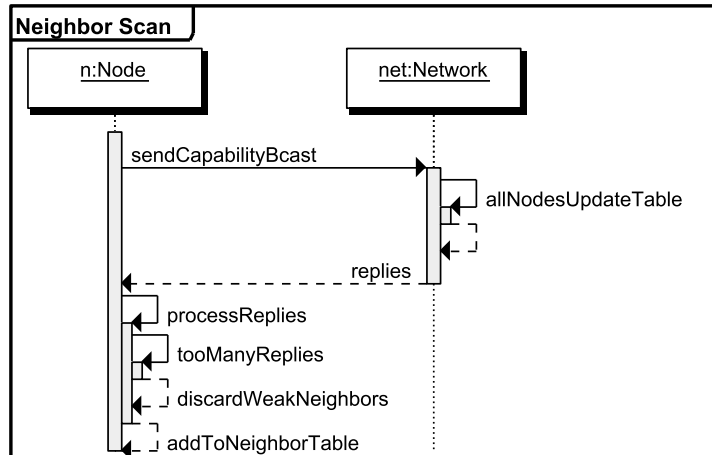 Neighbor Scan
n:Node
net:Network
sendCapabilityBcast
allNodesUpdateTable
replies
processReplies
tooManyReplies
discardWeakNeighbors
addToNeighborTable